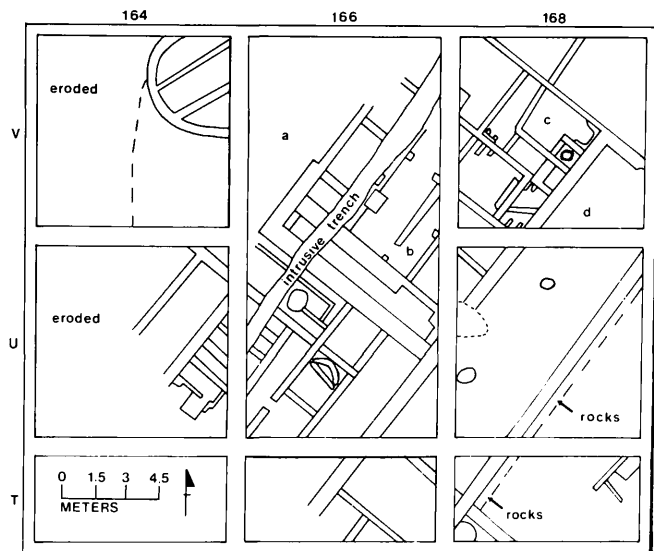 164 166 168
V
eroded
a
intrusive trench
b
c
d
U
eroded
rocks
T
0 1.5 3 4.5
METERS
rocks